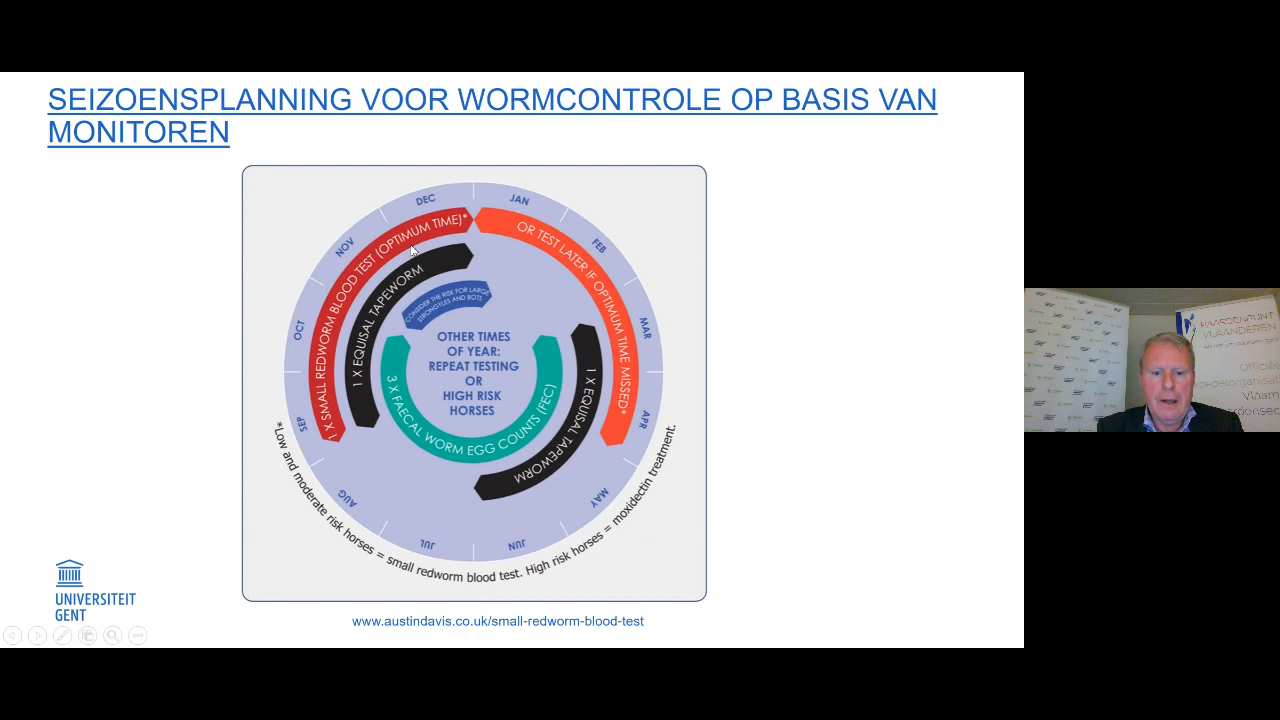 SEIZOENSPLANNING VOOR WORMCONTROLE OP BASIS VAN
MONITOREN
DEC
JAN
NOV
FEB
OCT
MAR
SEP
APR
AUG
MAY
JUL
JUN
1 X SMALL REDWORM BLOOD TEST (OPTIMUM TIME)*
OR TEST LATER IF OPTIMUM TIME MISSED*
1 X EQUISAL TAPEWORM
CONSIDER THE RISK FOR LARGE
STRONGYLES AND BOTS
OTHER TIMES
OF YEAR:
REPEAT TESTING
OR
HIGH RISK
HORSES
3 X FAECAL WORM EGG COUNTS (FEC)
1 X EQUISAL TAPEWORM
*Low and moderate risk horses = small redworm blood test. High risk horses = moxidectin treatment.
UNIVERSITEIT
GENT
www.austindavis.co.uk/small-redworm-blood-test
PAARDENPUNT
VLAANDEREN